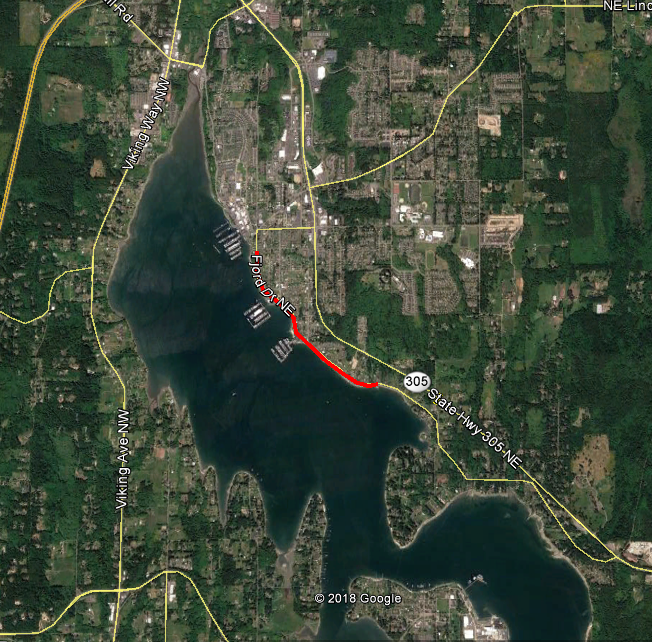 ll Rd
NE Linc
Viking Way NW
Fjord Dr NE
305
State Hwy 305 NE
Viking Ave NW
© 2018 Google